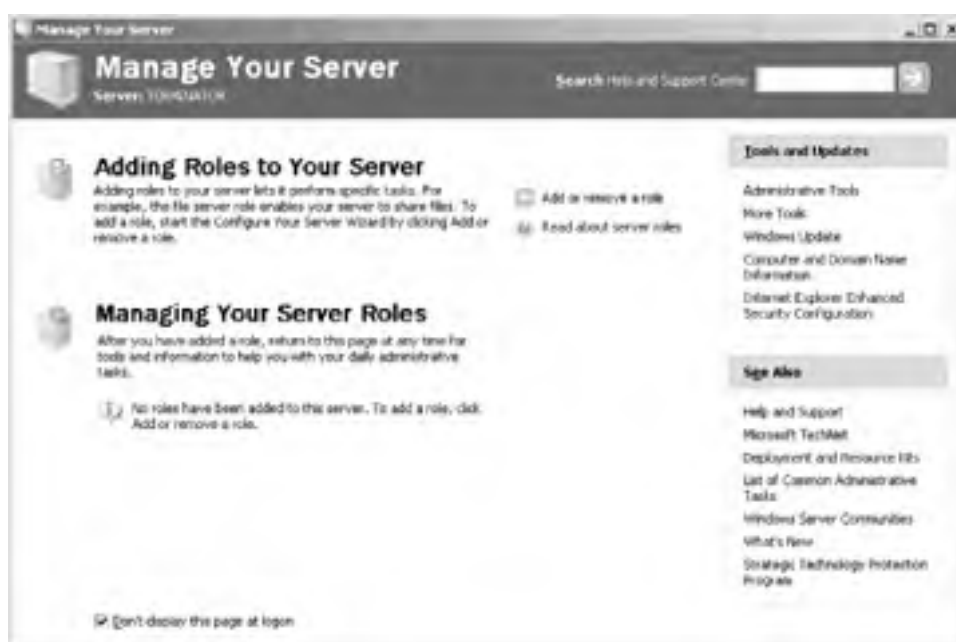 Manage Your Server
Manage Your Server
Server: TERMINATOR
Search Help and Support Center
Adding Roles to Your Server
Adding roles to your server lets it perform specific tasks. For
example, the file server role enables your server to share files. To
add a role, start the Configure Your Server Wizard by clicking Add or
remove a role.
Add or remove a role
Read about server roles
Managing Your Server Roles
After you have added a role, return to this page at any time for
tools and information to help you with your daily administrative
tasks.
No roles have been added to this server. To add a role, click
Add or remove a role.
Don't display this page at logon
Tools and Updates
Administrative Tools
More Tools
Windows Update
Computer and Domain Name
Information
Internet Explorer Enhanced
Security Configuration
See Also
Help and Support
Microsoft TechNet
Deployment and Resource Kits
List of Common Administrative
Tasks
Windows Server Communities
What's New
Strategic Technology Protection
Program